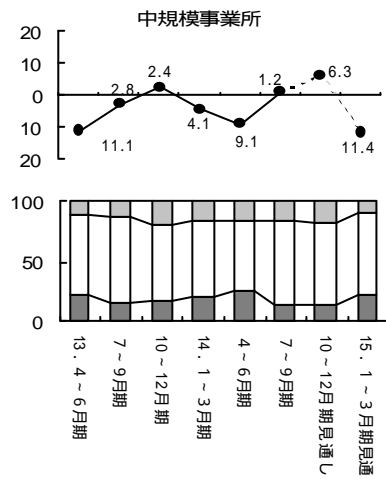 中規模事業所
20
10
0
10
20
11.1
2.8
2.4
4.1
9.1
1.2
6.3
11.4
100
50
0
13.4~6月期
7~9月期
10~12月期
14.1~3月期
4~6月期
7~9月期
10~12月期見通し
15.1~3月期見通